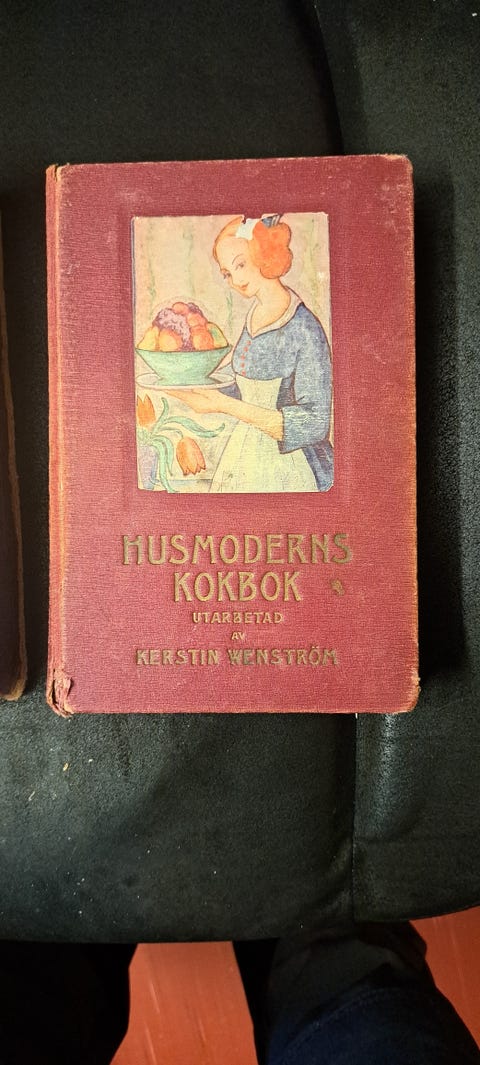 HUSMODERNS
KOKBOK
UTARBETAD
AV
KERSTIN WENSTRÖM